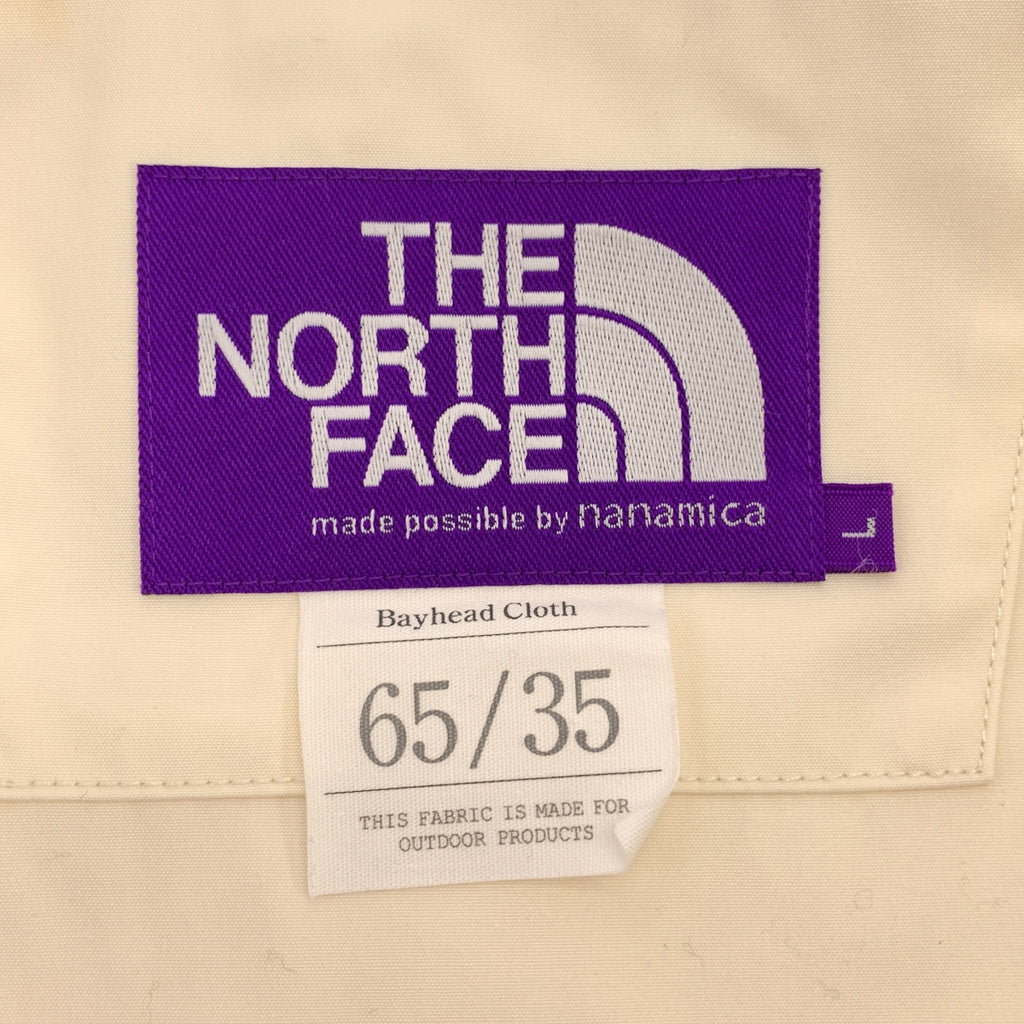 THE
NORTH
FACE
made possible by nanamica
L
Bayhead Cloth
65/35
THIS FABRIC IS MADE FOR
OUTDOOR PRODUCTS